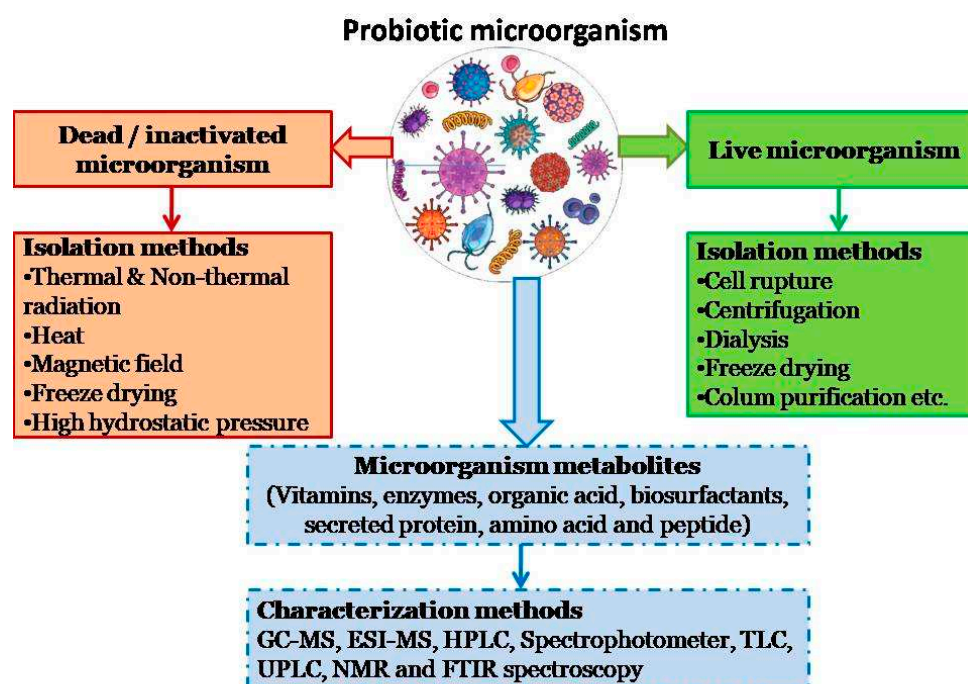 Probiotic microorganism
Dead / inactivated
microorganism
Live microorganism
Isolation methods
•Thermal & Non-thermal
radiation
•Heat
•Magnetic field
•Freeze drying
•High hydrostatic pressure
Isolation methods
•Cell rupture
•Centrifugation
•Dialysis
•Freeze drying
•Colum purification etc.
Microorganism metabolites
(Vitamins, enzymes, organic acid, biosurfactants,
secreted protein, amino acid and peptide)
Characterization methods
GC-MS, ESI-MS, HPLC, Spectrophotometer, TLC,
UPLC, NMR and FTIR spectroscopy